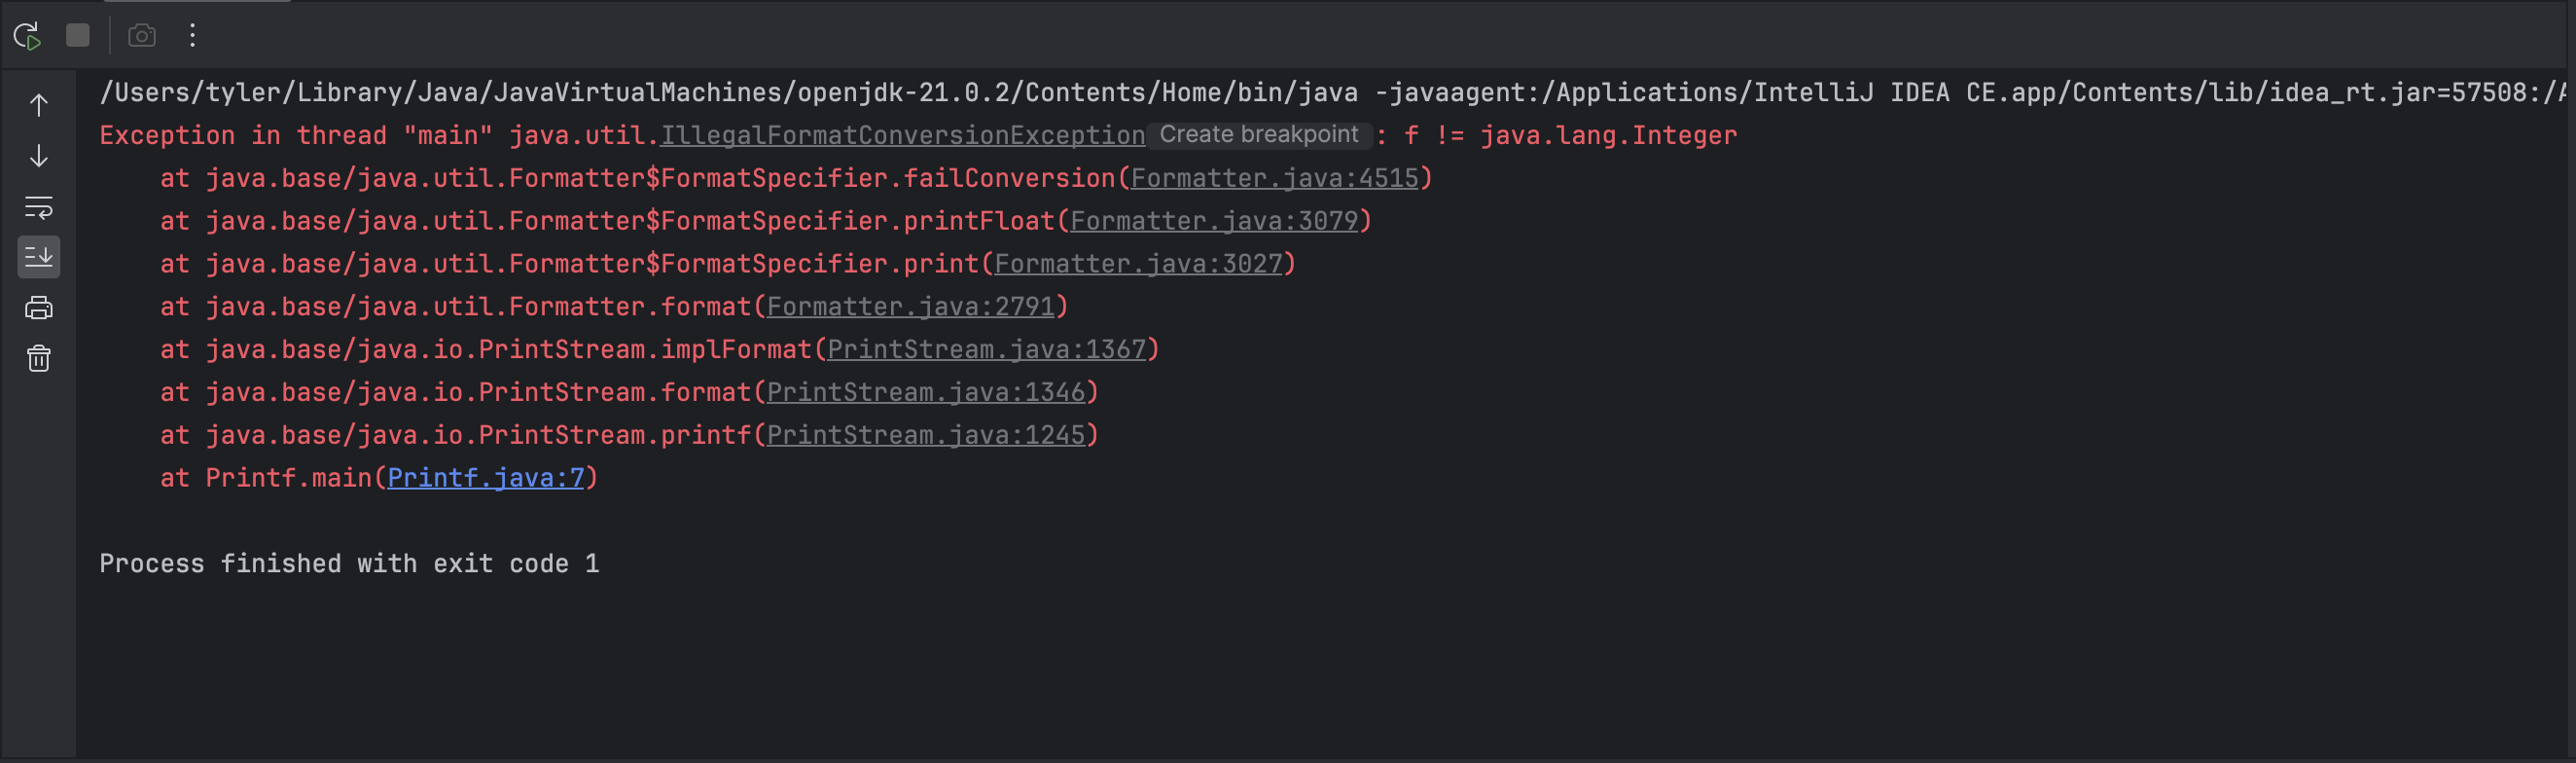 /Users/tyler/Library/Java/JavaVirtualMachines/openjdk-21.0.2/Contents/Home/bin/java -javaagent:/Applications/IntelliJ IDEA CE.app/Contents/lib/idea_rt.jar=57508:/A
Exception in thread "main" java.util.IllegalFormatConversionException Create breakpoint : f != java.lang.Integer
at java.base/java.util.Formatter$FormatSpecifier.failConversion(Formatter.java:4515)
at java.base/java.util.Formatter$FormatSpecifier.printFloat(Formatter.java:3079)
at java.base/java.util.Formatter$FormatSpecifier.print(Formatter.java:3027)
at java.base/java.util.Formatter.format(Formatter.java:2791)
at java.base/java.io.PrintStream.implFormat(PrintStream.java:1367)
at java.base/java.io.PrintStream.format(PrintStream.java:1346)
at java.base/java.io.PrintStream.printf(PrintStream.java:1245)
at Printf.main(Printf.java:7)
Process finished with exit code 1